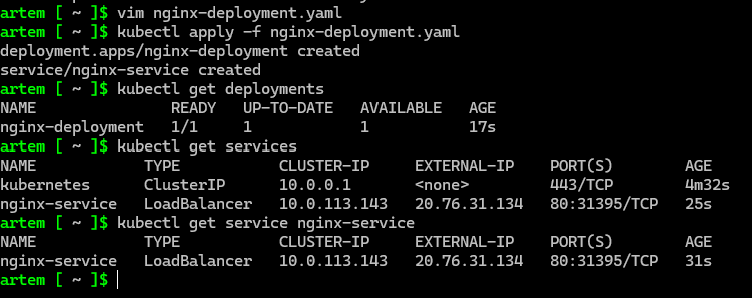 artem [ ~ ]$ vim nginx-deployment.yaml
artem [ ~ ]$ kubectl apply -f nginx-deployment.yaml
deployment.apps/nginx-deployment created
service/nginx-service created
artem [ ~ ]$ kubectl get deployments
NAME               READY   UP-TO-DATE   AVAILABLE   AGE
nginx-deployment   1/1     1            1           17s
artem [ ~ ]$ kubectl get services
NAME            TYPE           CLUSTER-IP     EXTERNAL-IP    PORT(S)        AGE
kubernetes      ClusterIP      10.0.0.1       <none>         443/TCP        4m32s
nginx-service   LoadBalancer   10.0.113.143   20.76.31.134   80:31395/TCP   25s
artem [ ~ ]$ kubectl get service nginx-service
NAME            TYPE           CLUSTER-IP     EXTERNAL-IP    PORT(S)        AGE
nginx-service   LoadBalancer   10.0.113.143   20.76.31.134   80:31395/TCP   31s
artem [ ~ ]$